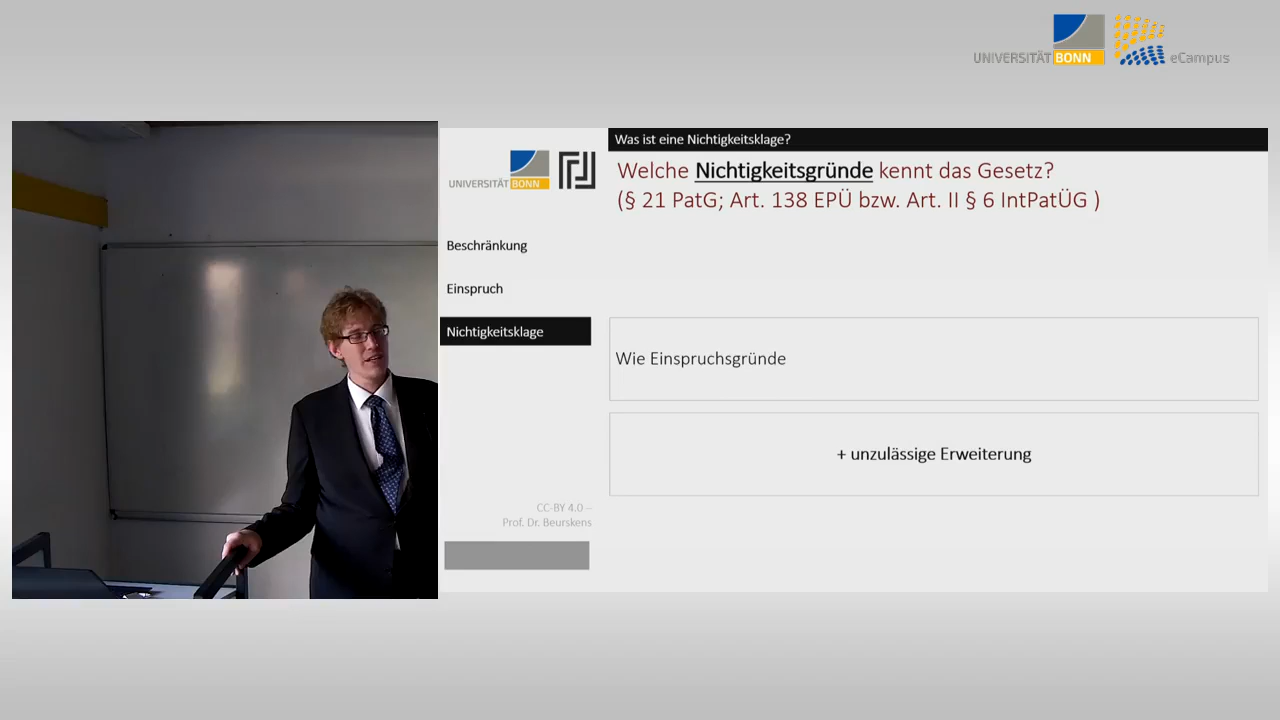 UNIVERSITÄT BONN
eCampus
Was ist eine Nichtigkeitsklage?
UNIVERSITÄT BONN
Welche Nichtigkeitsgründe kennt das Gesetz?
(§ 21 PatG; Art. 138 EPÜ bzw. Art. II § 6 IntPatÜG )
Beschränkung
Einspruch
Nichtigkeitsklage
Wie Einspruchsgründe
+ unzulässige Erweiterung
CC-BY 4.0 –
Prof. Dr. Beurskens